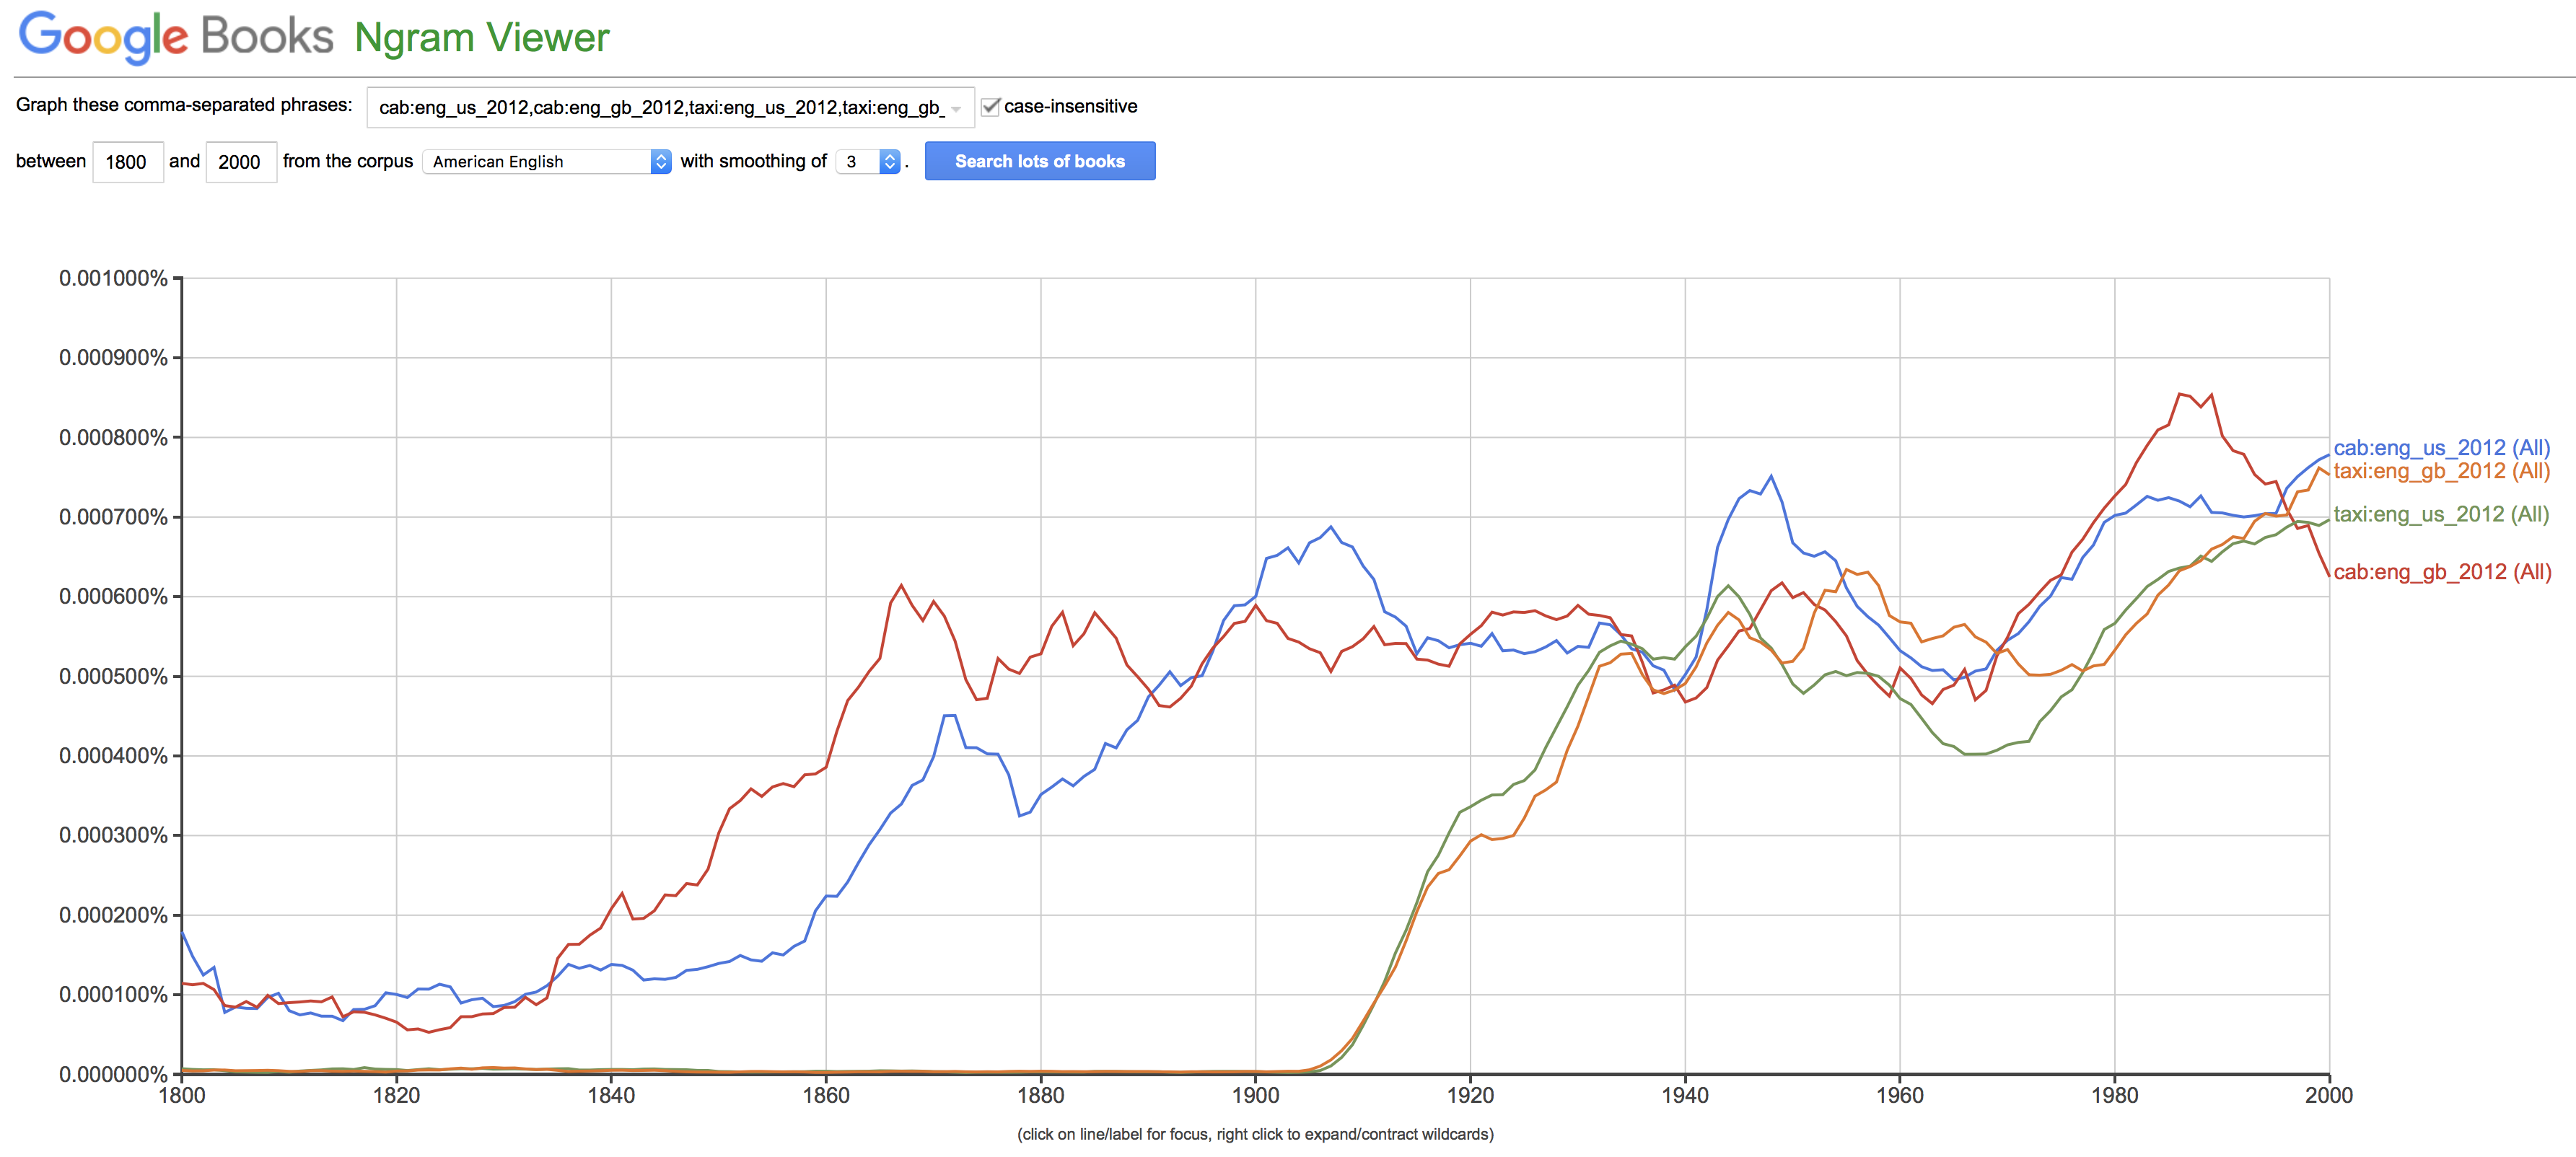 Google Books Ngram Viewer
Graph these comma-separated phrases: cab:eng_us_2012,cab:eng_gb_2012,taxi:eng_us_2012,taxi:eng_gb_ case-insensitive
between 1800 and 2000 from the corpus American English with smoothing of 3 . Search lots of books
0.001000%
0.000900%
0.000800%
0.000700%
0.000600%
0.000500%
0.000400%
0.000300%
0.000200%
0.000100%
0.000000%
cab:eng_us_2012 (All)
taxi:eng_gb_2012 (All)
taxi:eng_us_2012 (All)
cab:eng_gb_2012 (All)
1800 1820 1840 1860 1880 1900 1920 1940 1960 1980 2000
(click on line/label for focus, right click to expand/contract wildcards)